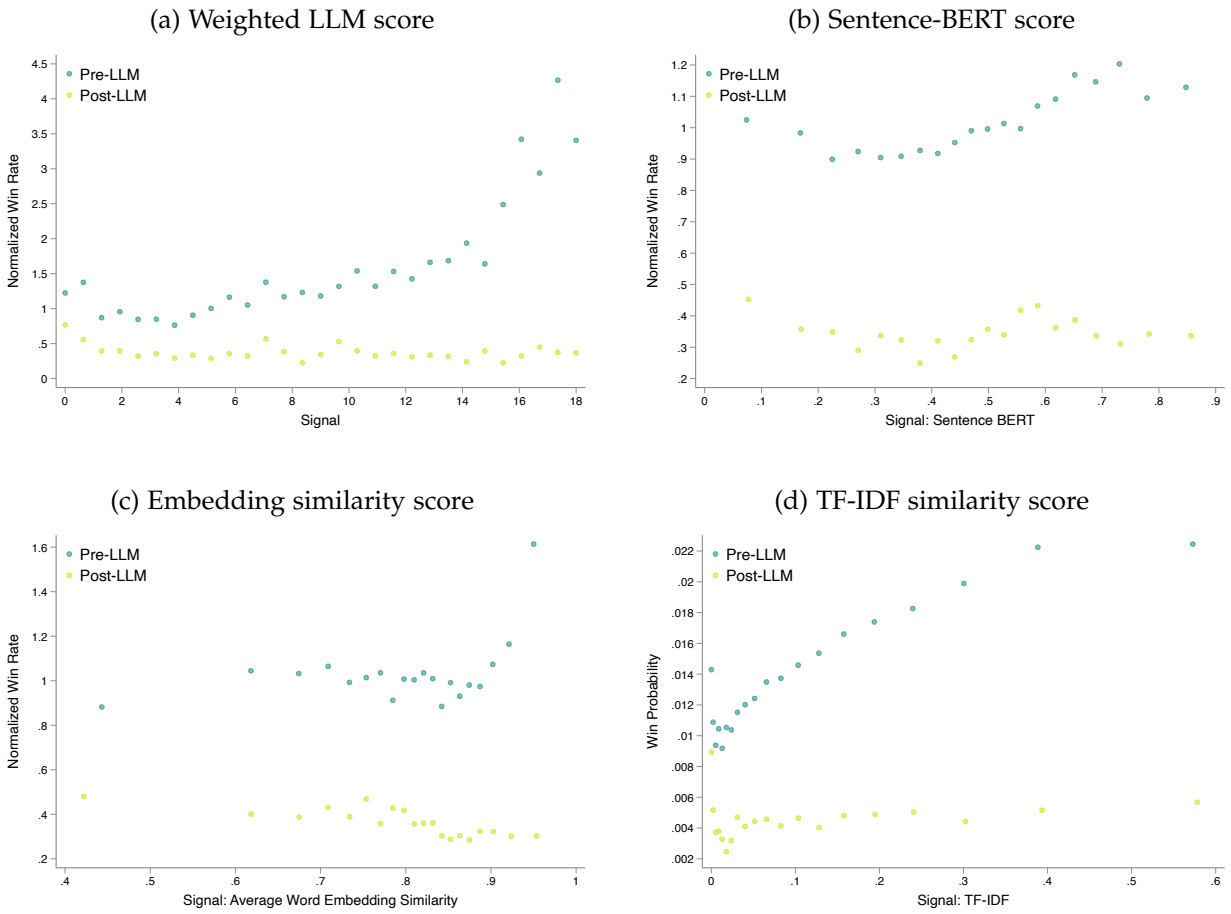 (a) Weighted LLM score
4.5
4
3.5
3
2.5
2
1.5
1
.5
0
Normalized Win Rate
Pre-LLM
Post-LLM
0 2 4 6 8 10 12 14 16 18
Signal
(b) Sentence-BERT score
1.2
1.1
1
.9
.8
.7
.6
.5
.4
.3
.2
Normalized Win Rate
Pre-LLM
Post-LLM
0 .1 .2 .3 .4 .5 .6 .7 .8 .9
Signal: Sentence BERT
(c) Embedding similarity score
1.6
1.4
1.2
1
.8
.6
.4
.2
Normalized Win Rate
Pre-LLM
Post-LLM
.4 .5 .6 .7 .8 .9 1
Signal: Average Word Embedding Similarity
(d) TF-IDF similarity score
.022
.02
.018
.016
.014
.012
.01
.008
.006
.004
.002
Win Probability
Pre-LLM
Post-LLM
0 .1 .2 .3 .4 .5 .6
Signal: TF-IDF